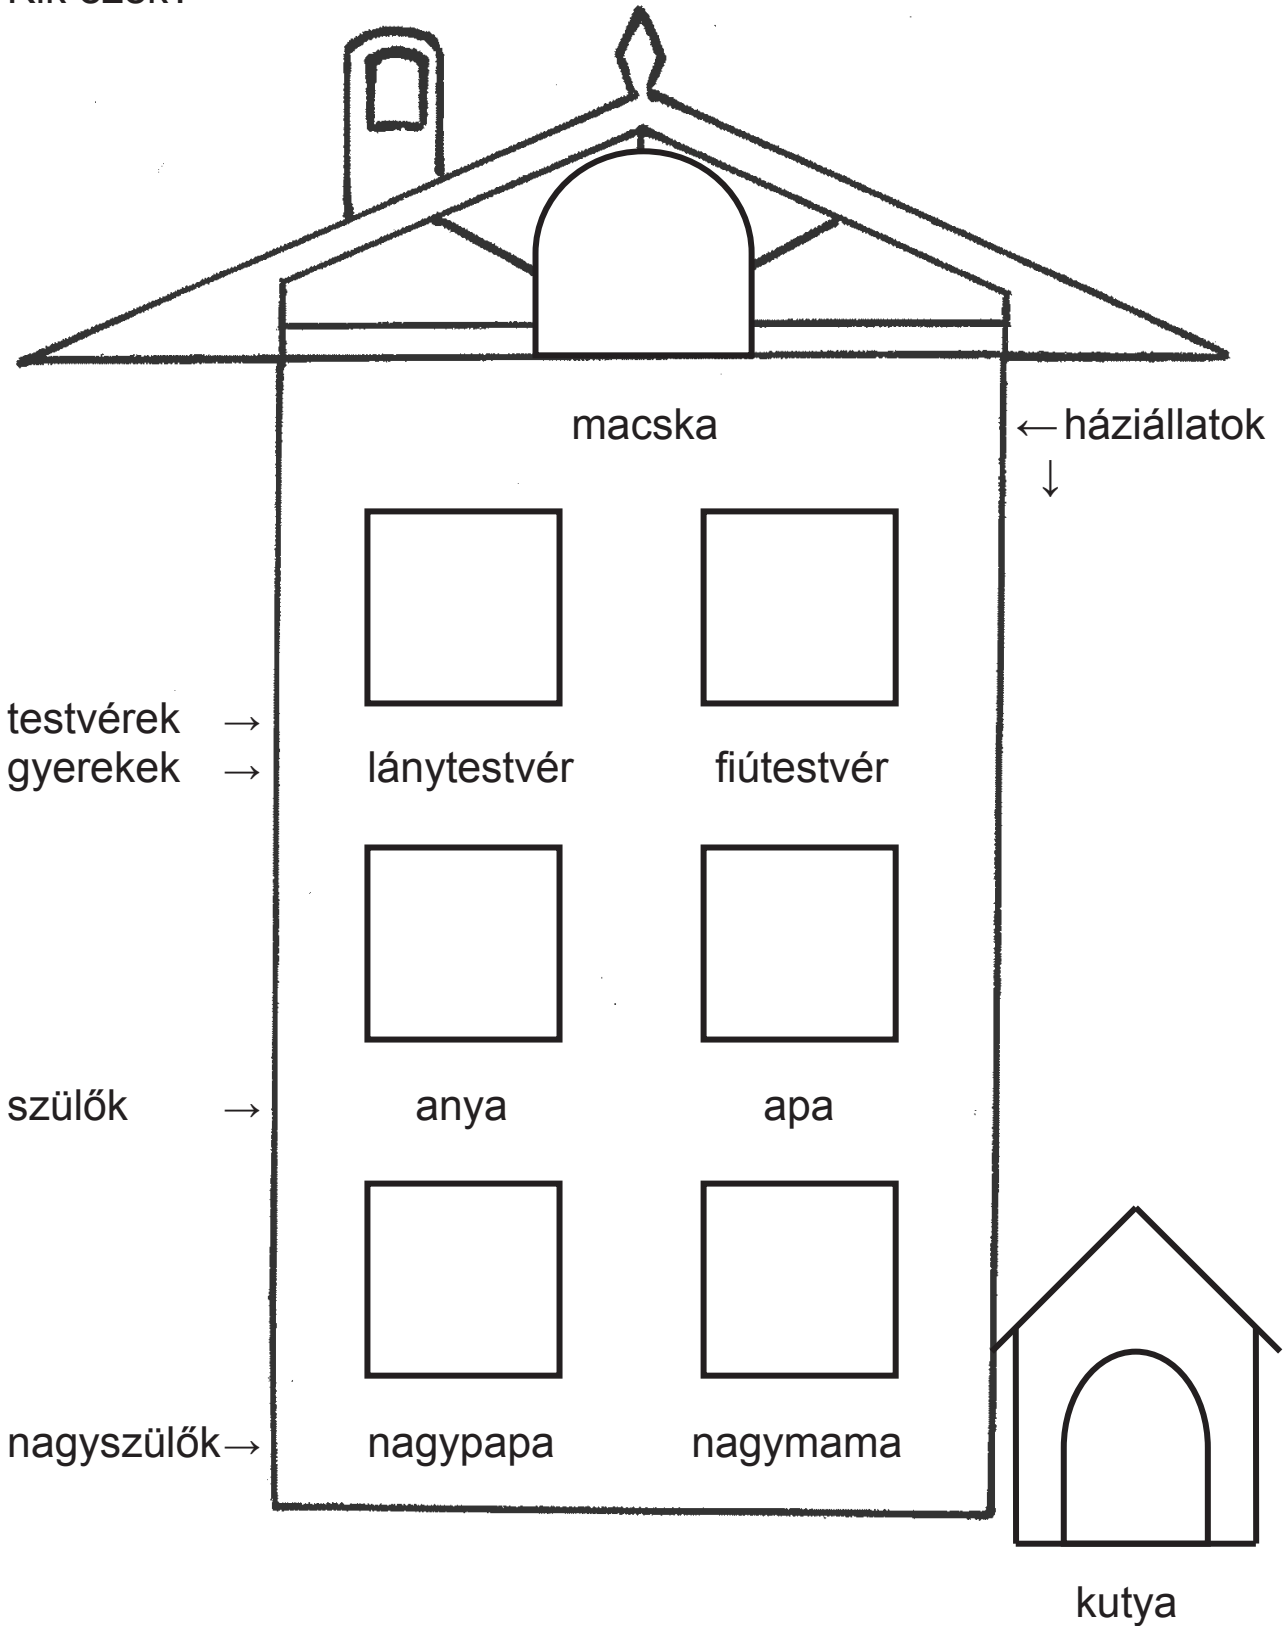 macska ←háziállatok
↓
testvérek →
gyerekek → lánytestvér fiútestvér
szülők → anya apa
nagyszülők→ nagypapa nagymama
kutya